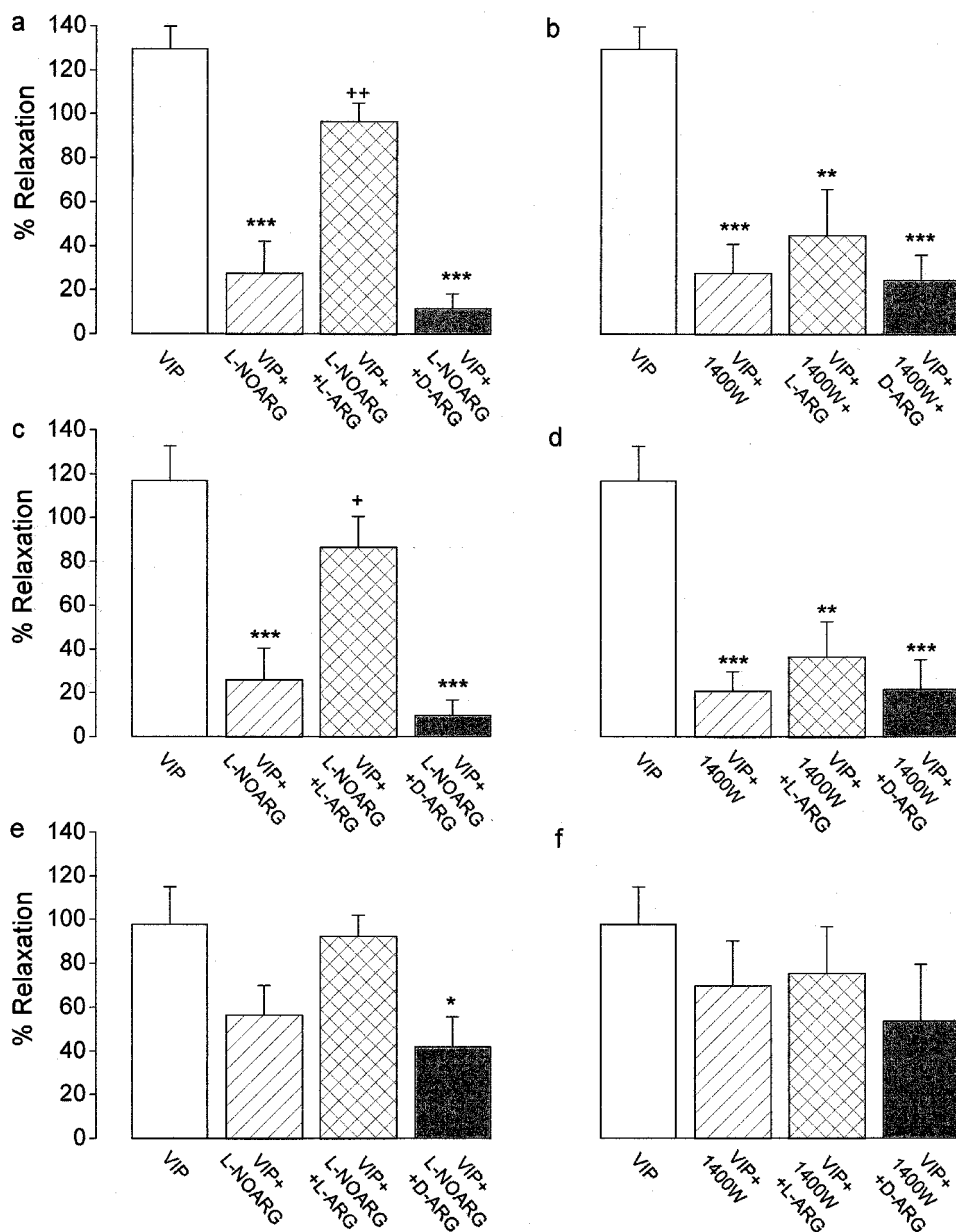 a
140
120
100
80
60
40
20
0
% Relaxation
***
++
***
VIP
VIP+
L-NOARG
VIP+
L-NOARG
+L-ARG
VIP+
L-NOARG
+D-ARG
b
***
**
***
VIP
VIP+
1400W
VIP+
1400W+
L-ARG
VIP+
1400W+
D-ARG
c
140
120
100
80
60
40
20
0
% Relaxation
***
+
***
VIP
VIP+
L-NOARG
VIP+
L-NOARG
+L-ARG
VIP+
L-NOARG
+D-ARG
d
***
**
***
VIP
VIP+
1400W
VIP+
1400W
+L-ARG
VIP+
1400W
+D-ARG
e
140
120
100
80
60
40
20
0
% Relaxation
*
VIP
VIP+
L-NOARG
VIP+
L-NOARG
+L-ARG
VIP+
L-NOARG
+D-ARG
f
VIP
VIP+
1400W
VIP+
1400W
+L-ARG
VIP+
1400W
+D-ARG